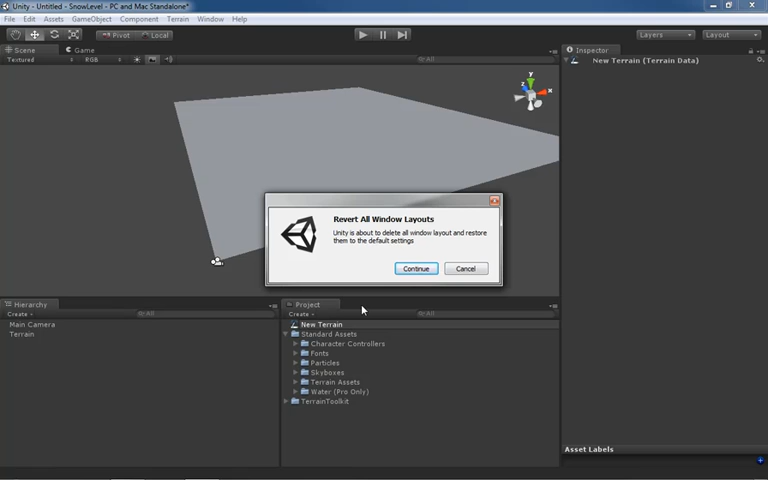 Unity - Untitled - SnowLevel - PC and Mac Standalone*
File Edit Assets GameObject Component Terrain Window Help
Pivot Local Layers Layout
Scene Game Inspector
Textured RGB All New Terrain (Terrain Data)
y
x
z
Revert All Window Layouts
Unity is about to delete all window layout and restore
them to the default settings
Continue Cancel
Hierarchy Project
Create All Create All
Main Camera New Terrain
Terrain Standard Assets
Character Controllers
Fonts
Particles
Skyboxes
Terrain Assets
Water (Pro Only)
TerrainToolkit
Asset Labels